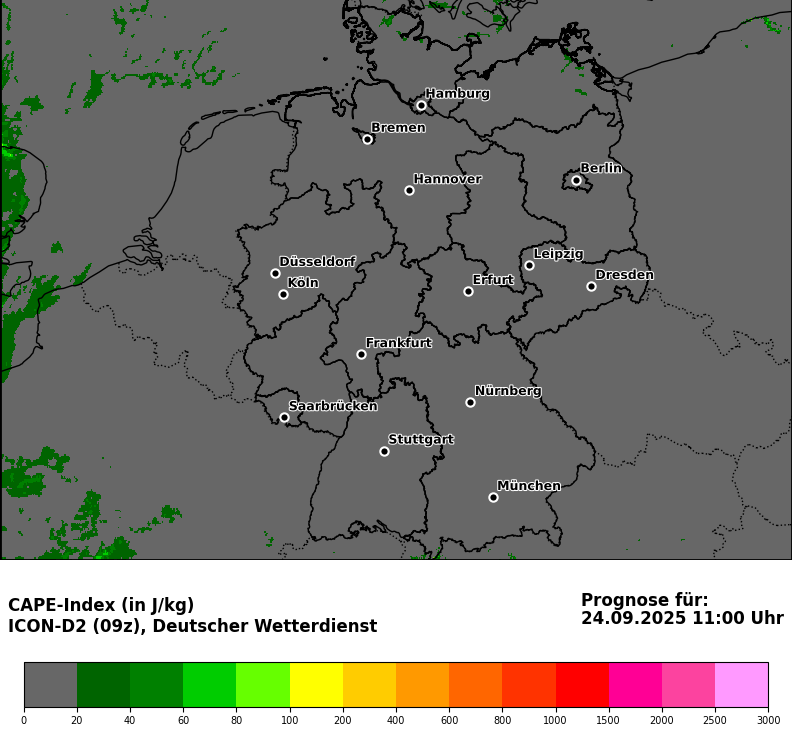 Hamburg
Bremen
Berlin
Hannover
Leipzig
Düsseldorf
Dresden
Köln
Erfurt
Frankfurt
Nürnberg
Saarbrücken
Stuttgart
München
CAPE-Index (in J/kg)
ICON-D2 (09z), Deutscher Wetterdienst
Prognose für:
24.09.2025 11:00 Uhr
0 20 40 60 80 100 200 400 600 800 1000 1500 2000 2500 3000